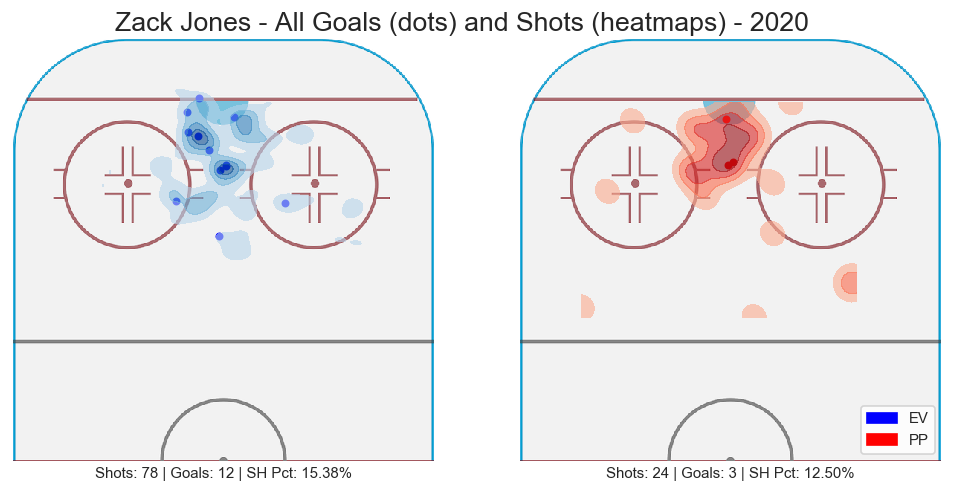 Zack Jones - All Goals (dots) and Shots (heatmaps) - 2020
EV
PP
Shots: 78 | Goals: 12 | SH Pct: 15.38%
Shots: 24 | Goals: 3 | SH Pct: 12.50%